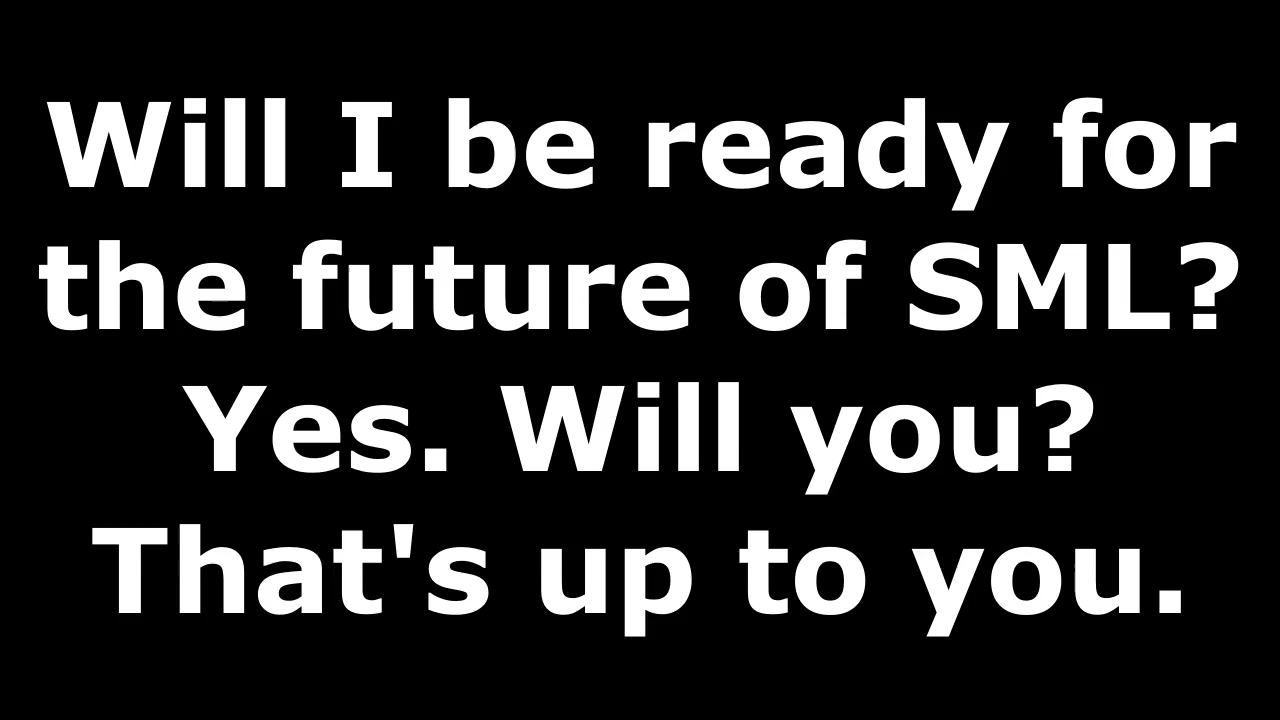 Will I be ready for
the future of SML?
Yes. Will you?
That's up to you.